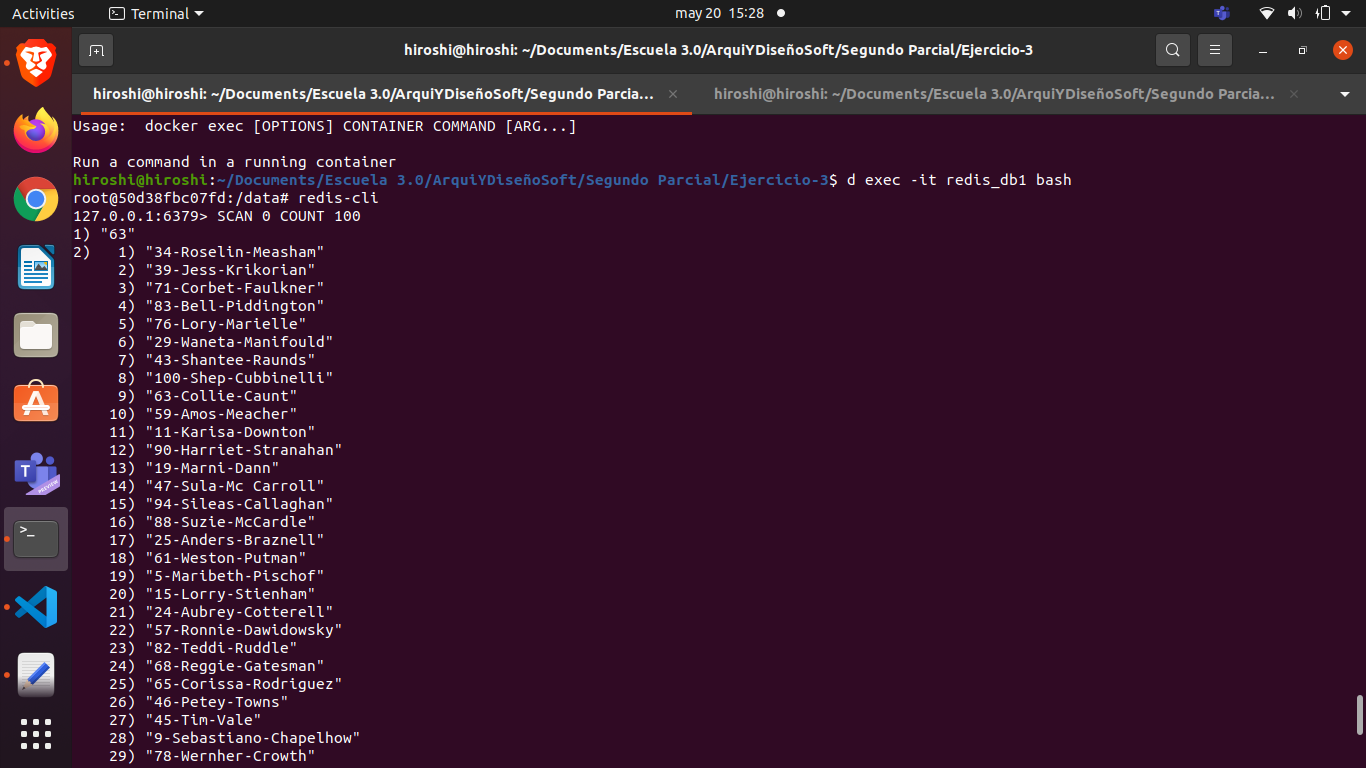 Activities Terminal may 20 15:28
hiroshi@hiroshi: ~/Documents/Escuela 3.0/ArquiYDiseñoSoft/Segundo Parcial/Ejercicio-3
hiroshi@hiroshi: ~/Documents/Escuela 3.0/ArquiYDiseñoSoft/Segundo Parcia... × hiroshi@hiroshi: ~/Documents/Escuela 3.0/ArquiYDiseñoSoft/Segundo Parcia... ×
Usage:  docker exec [OPTIONS] CONTAINER COMMAND [ARG...]
Run a command in a running container
hiroshi@hiroshi:~/Documents/Escuela 3.0/ArquiYDiseñoSoft/Segundo Parcial/Ejercicio-3$ d exec -it redis_db1 bash
root@50d38fbc07fd:/data# redis-cli
127.0.0.1:6379> SCAN 0 COUNT 100
1) "63"
2)   1) "34-Roselin-Measham"
2) "39-Jess-Krikorian"
3) "71-Corbet-Faulkner"
4) "83-Bell-Piddington"
5) "76-Lory-Marielle"
6) "29-Waneta-Manifould"
7) "43-Shantee-Raunds"
8) "100-Shep-Cubbinelli"
9) "63-Collie-Caunt"
10) "59-Amos-Meacher"
11) "11-Karisa-Downton"
12) "90-Harriet-Stranahan"
13) "19-Marni-Dann"
14) "47-Sula-Mc Carroll"
15) "94-Sileas-Callaghan"
16) "88-Suzie-McCardle"
17) "25-Anders-Braznell"
18) "61-Weston-Putman"
19) "5-Maribeth-Pischof"
20) "15-Lorry-Stienham"
21) "24-Aubrey-Cotterell"
22) "57-Ronnie-Dawidowsky"
23) "82-Teddi-Ruddle"
24) "68-Reggie-Gatesman"
25) "65-Corissa-Rodriguez"
26) "46-Petey-Towns"
27) "45-Tim-Vale"
28) "9-Sebastiano-Chapelhow"
29) "78-Wernher-Crowth"
T
PREVIEW
>_